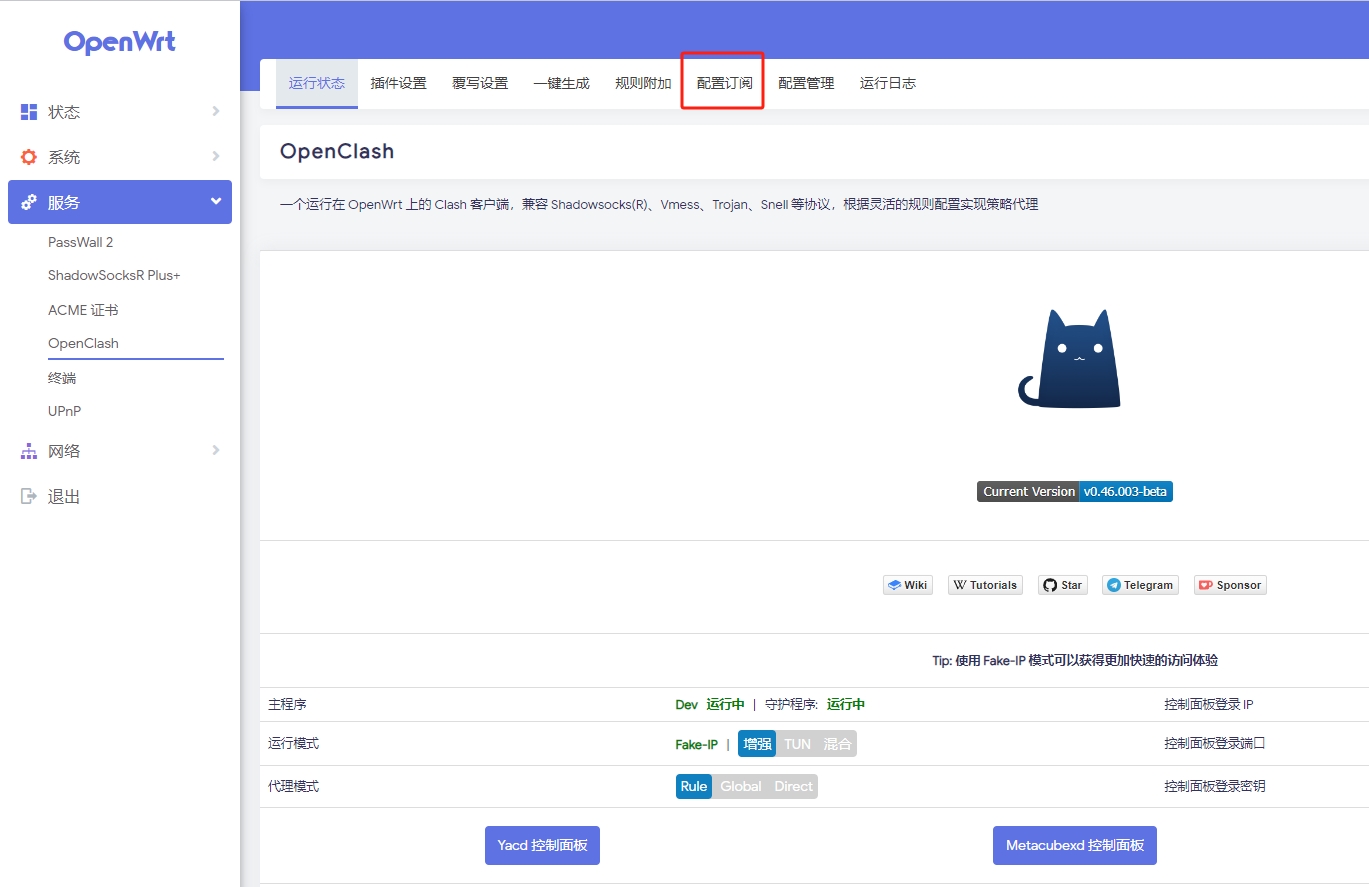 OpenWrt
状态
系统
服务
PassWall 2
ShadowSocksR Plus+
ACME 证书
OpenClash
终端
UPnP
网络
退出
运行状态 插件设置 覆写设置 一键生成 规则附加 配置订阅 配置管理 运行日志
OpenClash
一个运行在 OpenWrt 上的 Clash 客户端，兼容 Shadowsocks(R)、Vmess、Trojan、Snell 等协议，根据灵活的规则配置实现策略代理
Current Version v0.46.003-beta
Wiki Tutorials Star Telegram Sponsor
Tip: 使用 Fake-IP 模式可以获得更加快速的访问体验
主程序 Dev 运行中 | 守护程序: 运行中 控制面板登录 IP
运行模式 Fake-IP | 增强 TUN 混合 控制面板登录端口
代理模式 Rule Global Direct 控制面板登录密钥
Yacd 控制面板 Metacubexd 控制面板